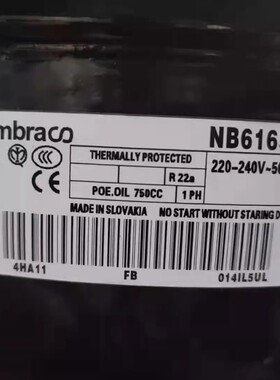 mbraco NB616
THERMALLY PROTECTED
R 22a 220-240V-50
POE.OIL 750CC 1 PH
MADE IN SLOVAKIA NO START WITHOUT STARING D
4HA11 FB 014IL5UL